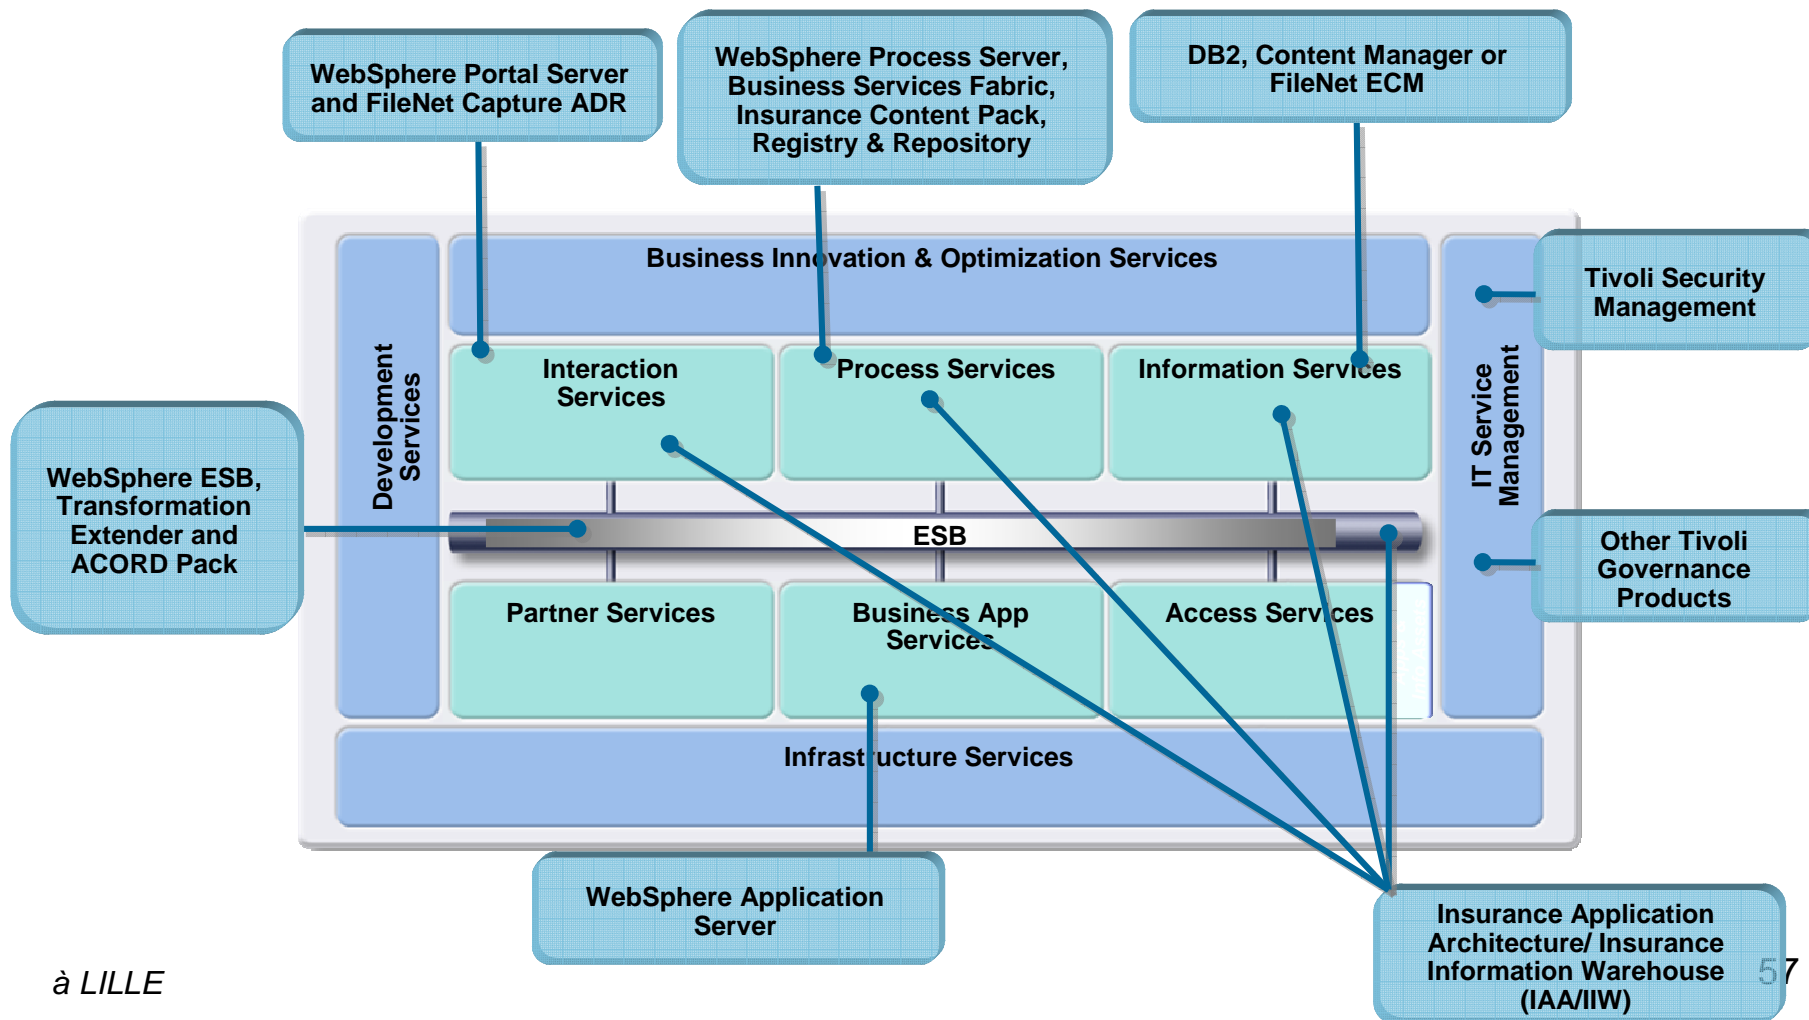 WebSphere Portal Server
and FileNet Capture ADR
WebSphere Process Server,
Business Services Fabric,
Insurance Content Pack,
Registry & Repository
DB2, Content Manager or
FileNet ECM
Business Innovation & Optimization Services
Tivoli Security
Management
Development
Services
Interaction
Services
Process Services
Information Services
IT Service
Management
WebSphere ESB,
Transformation
Extender and
ACORD Pack
ESB
Other Tivoli
Governance
Products
Partner Services
Business App
Services
Access Services
Infrastructure Services
WebSphere Application
Server
Insurance Application
Architecture/ Insurance
Information Warehouse
(IAA/IIW)
à LILLE
57